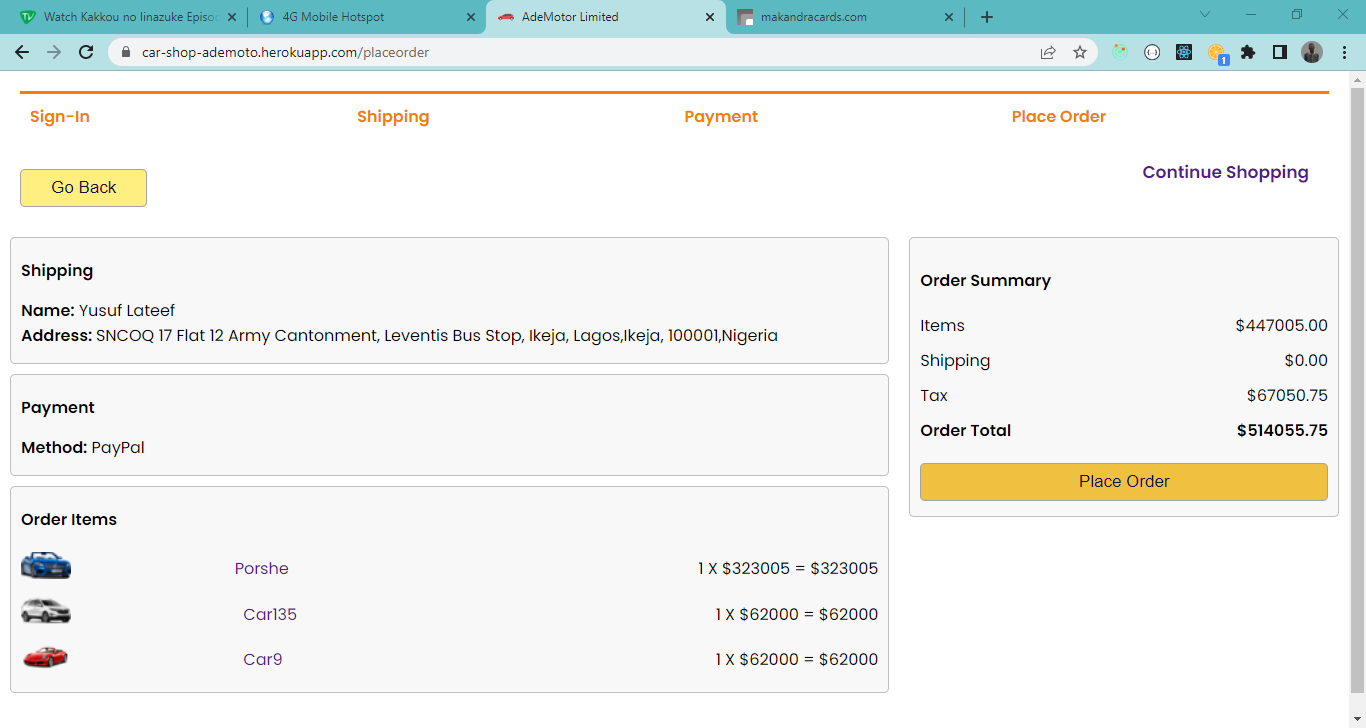 Watch Kakkou no Iinazuke Episo
4G Mobile Hotspot
AdeMotor Limited
makandracards.com
car-shop-ademoto.herokuapp.com/placeorder
1
Sign-In
Shipping
Payment
Place Order
Go Back
Continue Shopping
Shipping
Name: Yusuf Lateef
Address: SNCOQ 17 Flat 12 Army Cantonment, Leventis Bus Stop, Ikeja, Lagos,Ikeja, 100001,Nigeria
Payment
Method: PayPal
Order Items
Porshe 1 X $323005 = $323005
Car135 1 X $62000 = $62000
Car9 1 X $62000 = $62000
Order Summary
Items $447005.00
Shipping $0.00
Tax $67050.75
Order Total $514055.75
Place Order